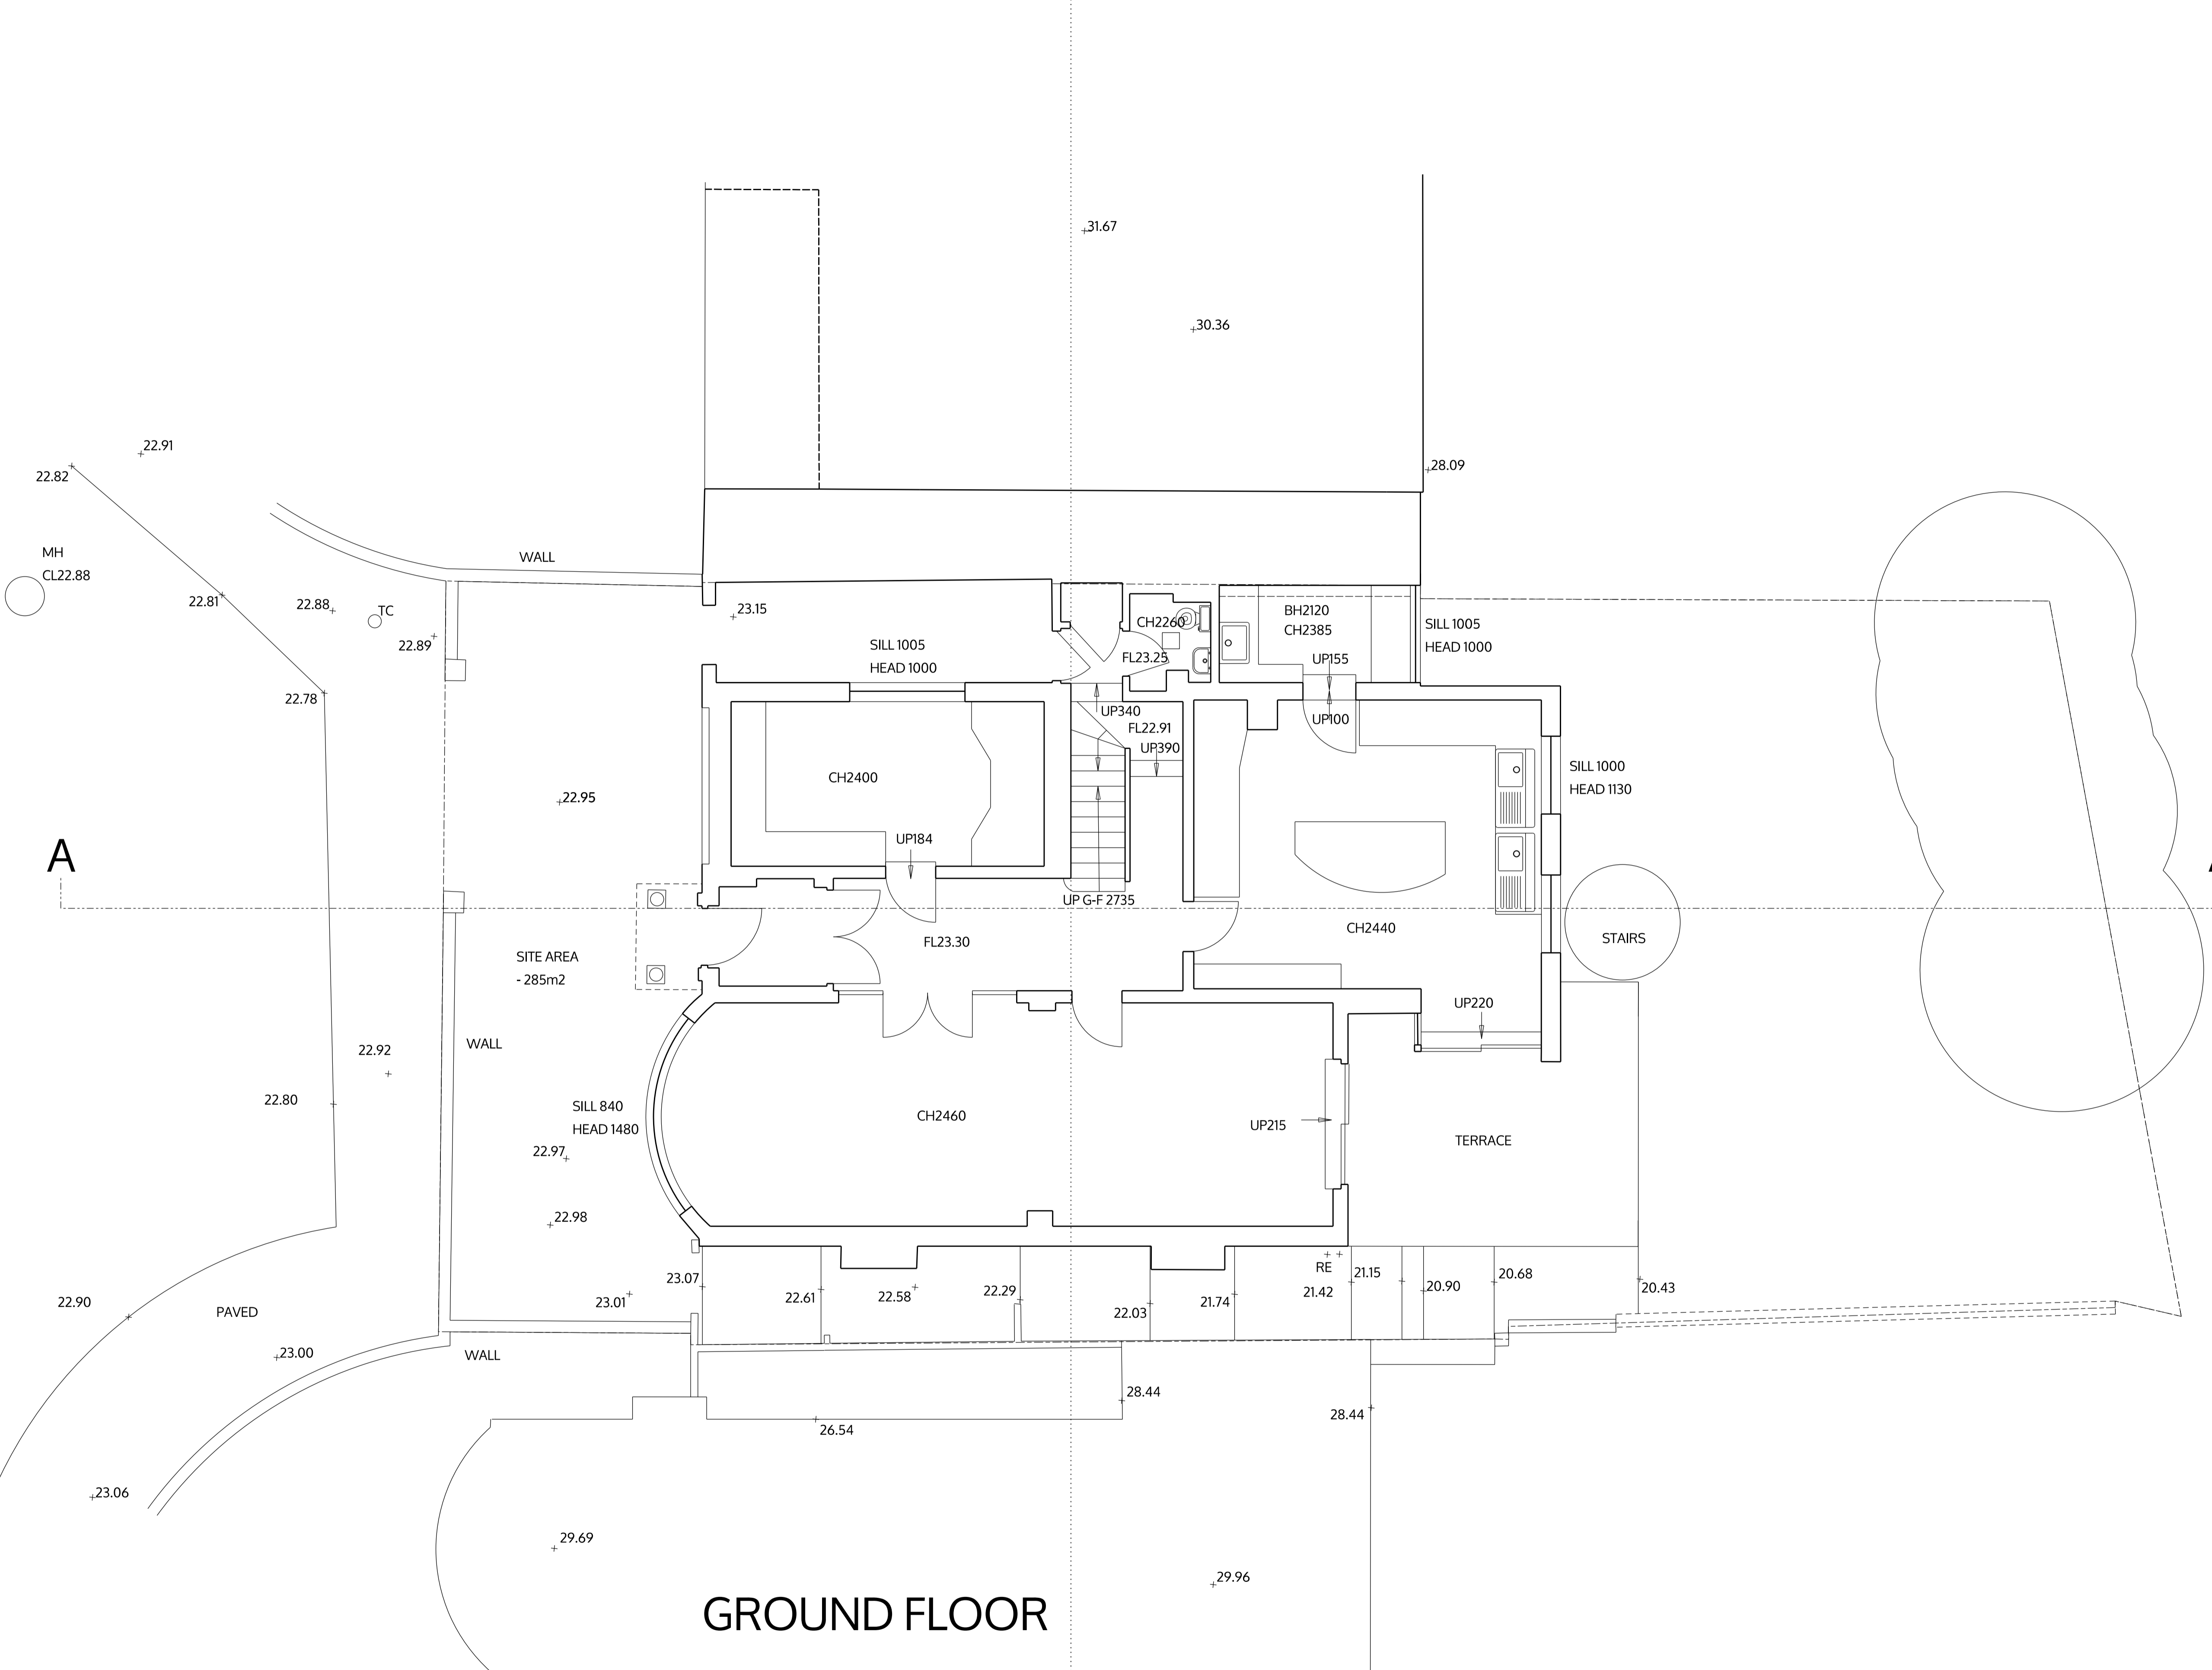 31.67
30.36
28.09
22.91
22.82
MH
CL22.88
WALL
22.81
22.88
TC
22.89
23.15
CH2260
BH2120
CH2385
SILL 1005
HEAD 1000
SILL 1005
HEAD 1000
FL23.25
UP155
22.78
UP340
UP100
FL22.91
UP390
CH2400
SILL 1000
HEAD 1130
22.95
UP184
A
UP G-F 2735
CH2440
FL23.30
STAIRS
SITE AREA
- 285m2
UP220
WALL
22.92
22.80
SILL 840
HEAD 1480
CH2460
UP215
TERRACE
22.97
22.98
23.07
22.61
22.58
22.29
22.03
21.74
RE
21.42
21.15
20.90
20.68
20.43
23.01
22.90
PAVED
23.00
WALL
28.44
28.44
26.54
23.06
29.69
29.96
GROUND FLOOR